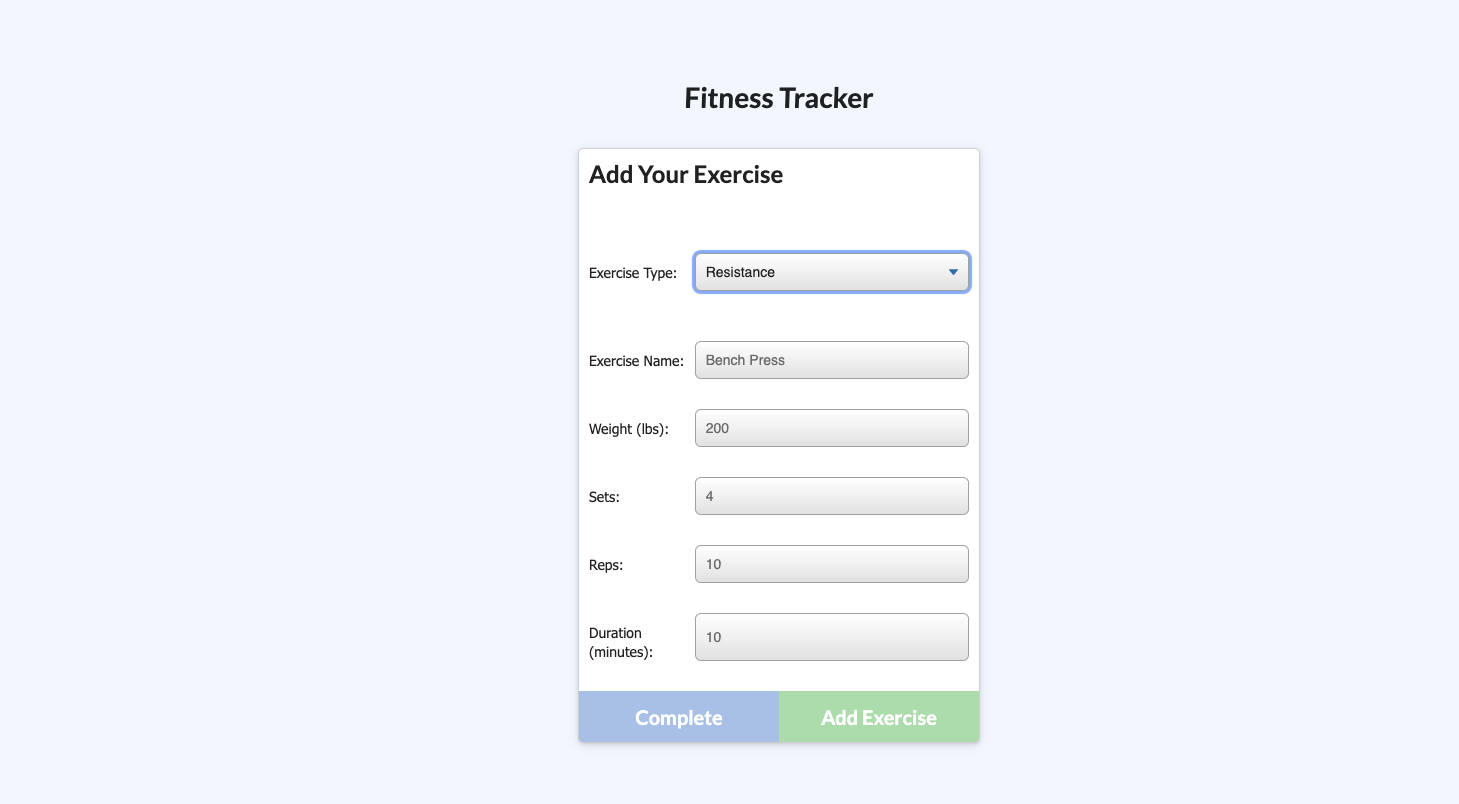 Fitness Tracker
Add Your Exercise
Exercise Type: Resistance
Exercise Name: Bench Press
Weight (lbs): 200
Sets: 4
Reps: 10
Duration
(minutes): 10
Complete Add Exercise